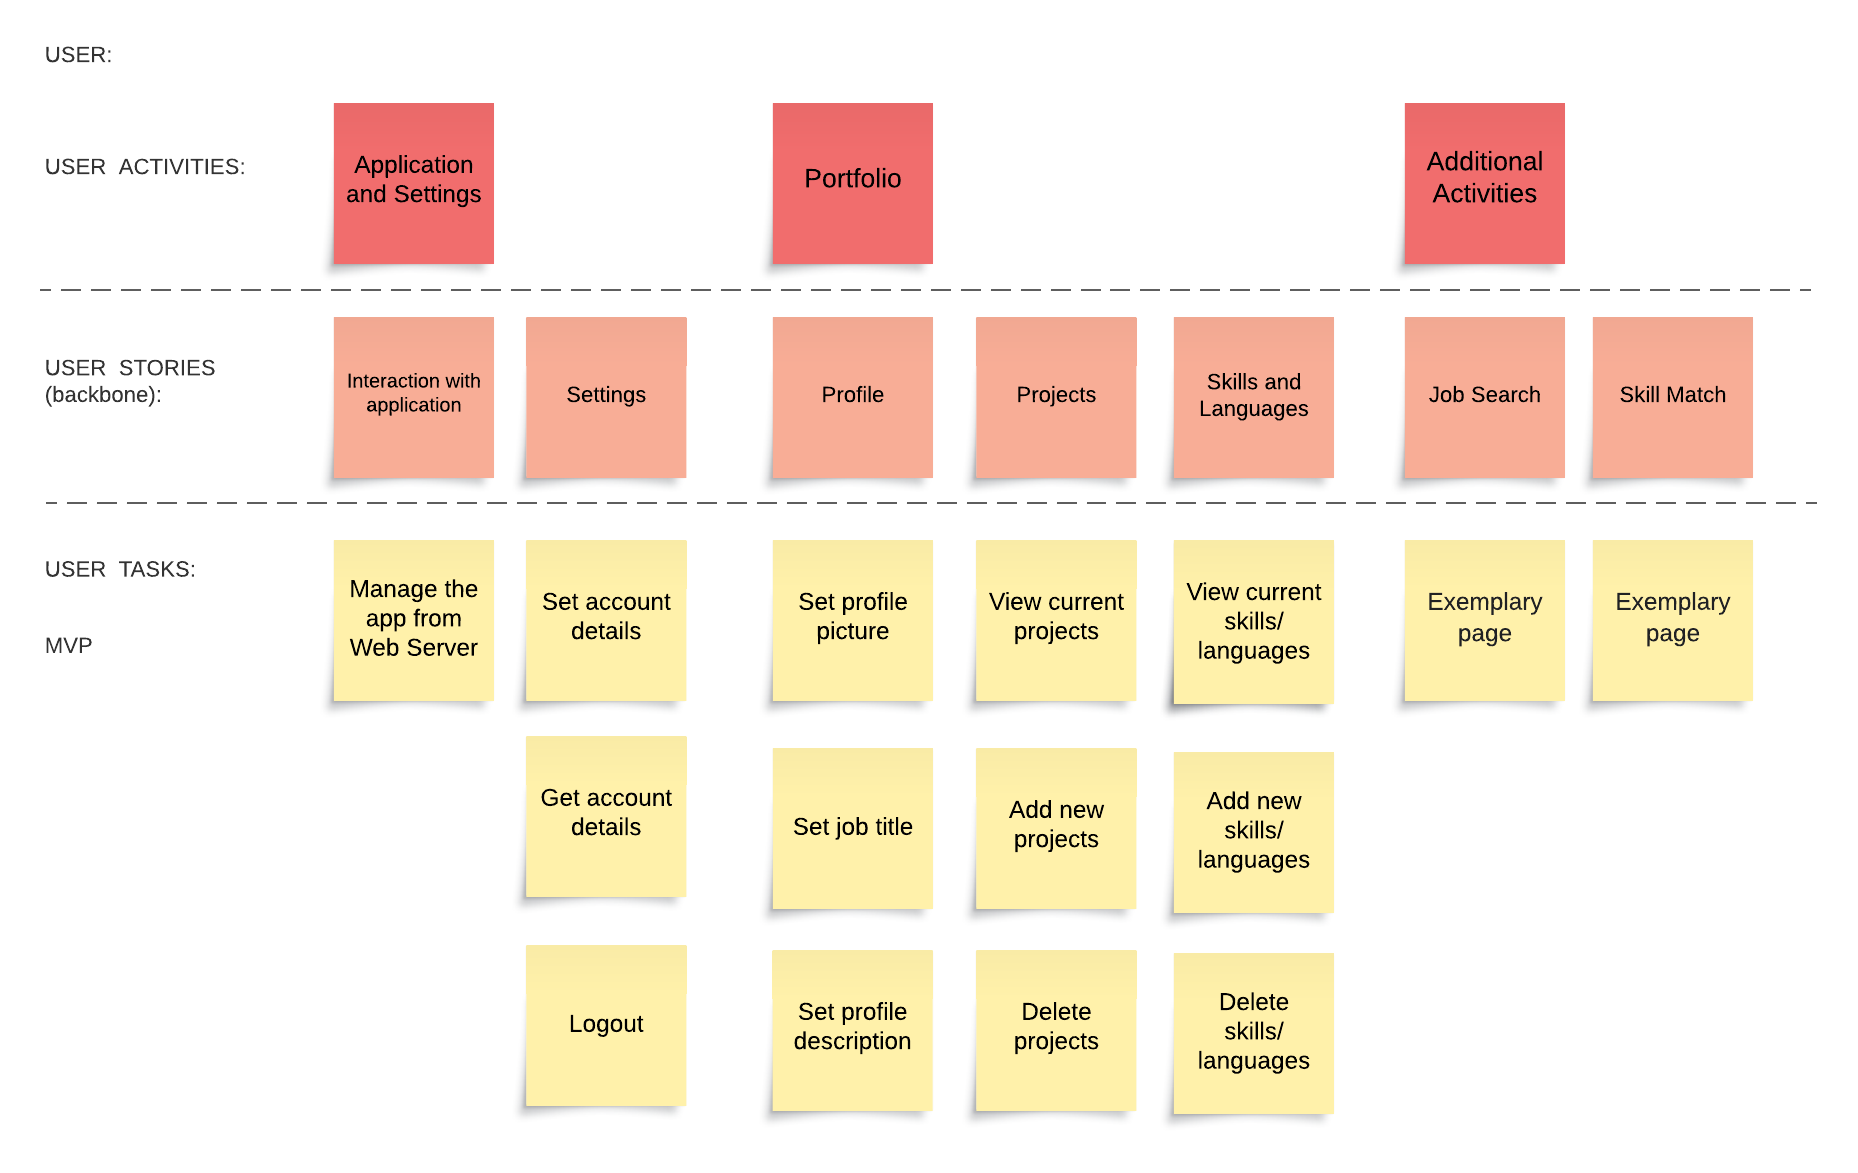 USER:
USER ACTIVITIES:
Application
and Settings
Portfolio
Additional
Activities
USER STORIES
(backbone):
Interaction with
application
Settings
Profile
Projects
Skills and
Languages
Job Search
Skill Match
USER TASKS:
MVP
Manage the
app from
Web Server
Set account
details
Set profile
picture
View current
projects
View current
skills/
languages
Exemplary
page
Exemplary
page
Get account
details
Set job title
Add new
projects
Add new
skills/
languages
Logout
Set profile
description
Delete
projects
Delete
skills/
languages